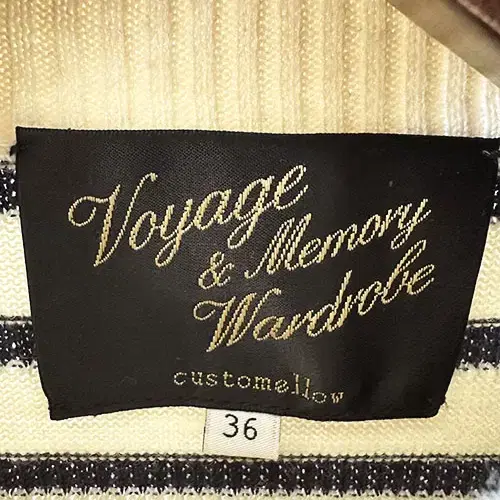 Voyage
& Memory
Wardrobe
customellow
36